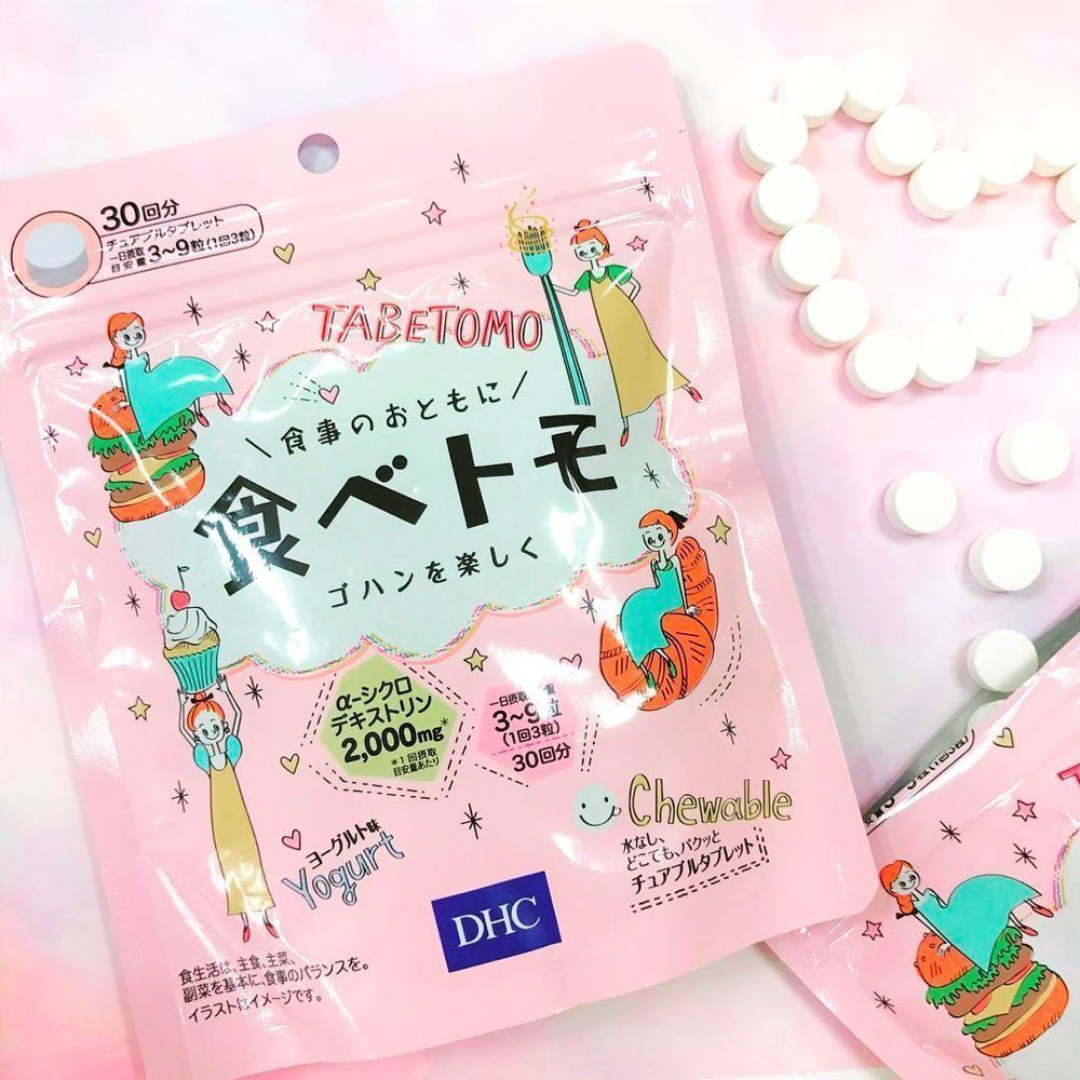 30回分
チュアブルタブレット
一日摂取
目安量 3～9粒(1回3粒)
TABETOMO
食事のおともに
食べトモ
ゴハンを楽しく
α-シクロ
デキストリン
2,000mg*
*1回摂取
目安量あたり
一日摂取
3～9粒
(1回3粒)
30回分
Chewable
水なし、
どこでも、パクッと
チュアブルタブレット
ヨーグルト味
Yogurt
DHC
食生活は、主食、主菜、
副菜を基本に、食事のバランスを。
イラストはイメージです。